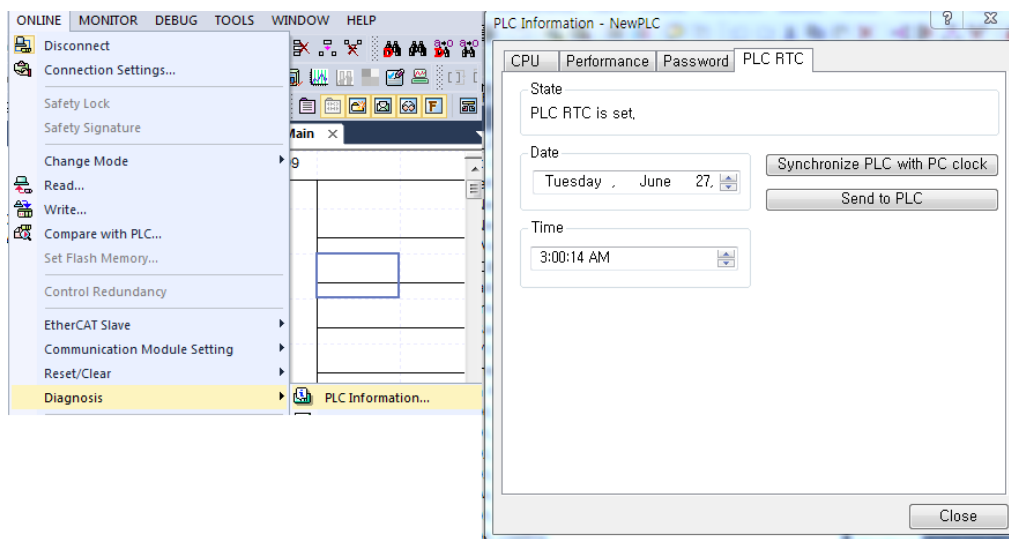 ONLINE MONITOR DEBUG TOOLS WINDOW HELP
Disconnect
Connection Settings...
Safety Lock
Safety Signature
Main ×
Change Mode
9
Read...
Write...
Compare with PLC...
Set Flash Memory...
Control Redundancy
EtherCAT Slave
Communication Module Setting
Reset/Clear
Diagnosis
PLC Information...
PLC Information - NewPLC
CPU Performance Password PLC RTC
State
PLC RTC is set,
Date
Tuesday , June 27,
Synchronize PLC with PC clock
Send to PLC
Time
3:00:14 AM
Close